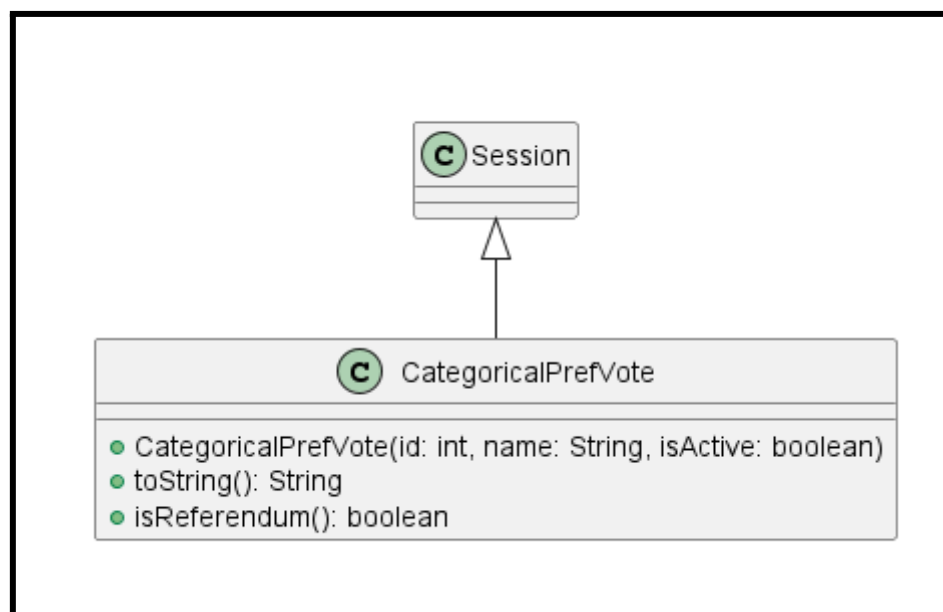 C Session
C CategoricalPrefVote
CategoricalPrefVote(id: int, name: String, isActive: boolean)
toString(): String
isReferendum(): boolean